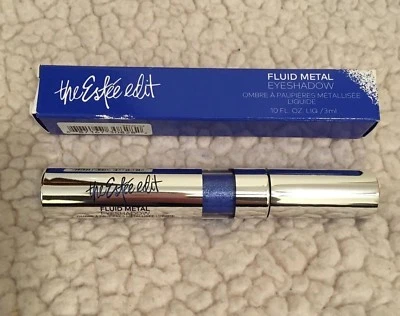 the Estée edit
FLUID METAL
EYESHADOW
OMBRE À PAUPIÈRES MÉTALLISÉE
LIQUIDE
.10 FL. OZ. LIQ / 3ml
the Estée edit
FLUID METAL